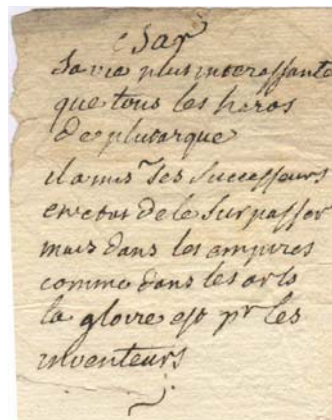 Cesar
Sa vie plus interessante
que tous les heros
de plutarque
il a mis ses successeurs
en etat de le surpasser
mais dans les empires
comme dans les arts
la gloire est pr les
inventeurs